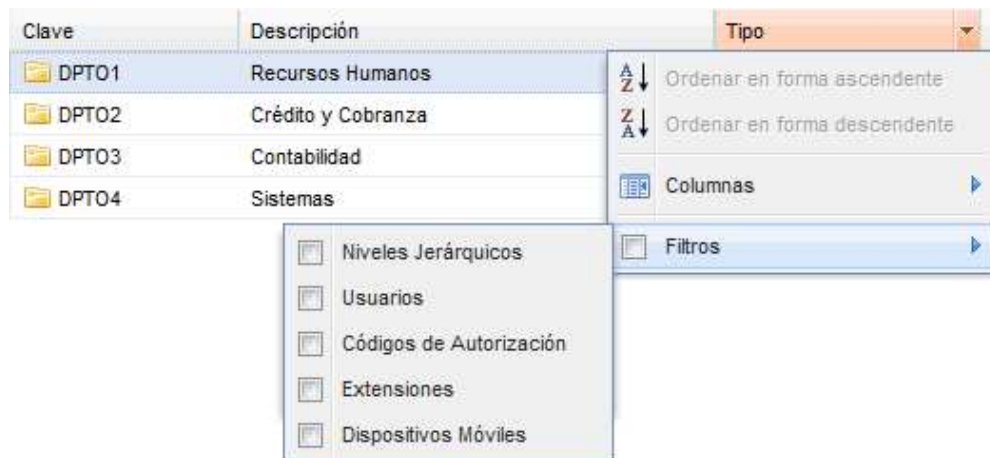 Clave Descripción Tipo
DPTO1 Recursos Humanos
DPTO2 Crédito y Cobranza
DPTO3 Contabilidad
DPTO4 Sistemas
Ordenar en forma ascendente
Ordenar en forma descendente
Columnas
Filtros
Niveles Jerárquicos
Usuarios
Códigos de Autorización
Extensiones
Dispositivos Móviles